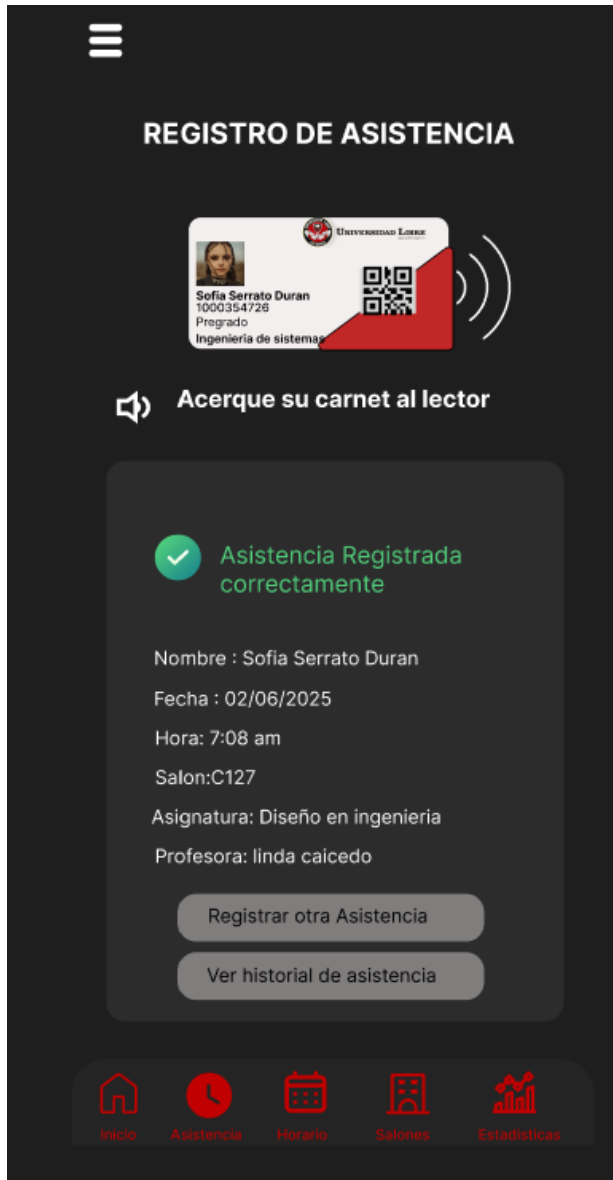 REGISTRO DE ASISTENCIA
UNIVERSIDAD LIBRE
Sofia Serrato Duran
1000354726
Pregrado
Ingenieria de sistemas
Acerque su carnet al lector
Asistencia Registrada
correctamente
Nombre : Sofia Serrato Duran
Fecha : 02/06/2025
Hora: 7:08 am
Salon:C127
Asignatura: Diseño en ingenieria
Profesora: linda caicedo
Registrar otra Asistencia
Ver historial de asistencia
Inicio Asistencia Horario Salones Estadisticas